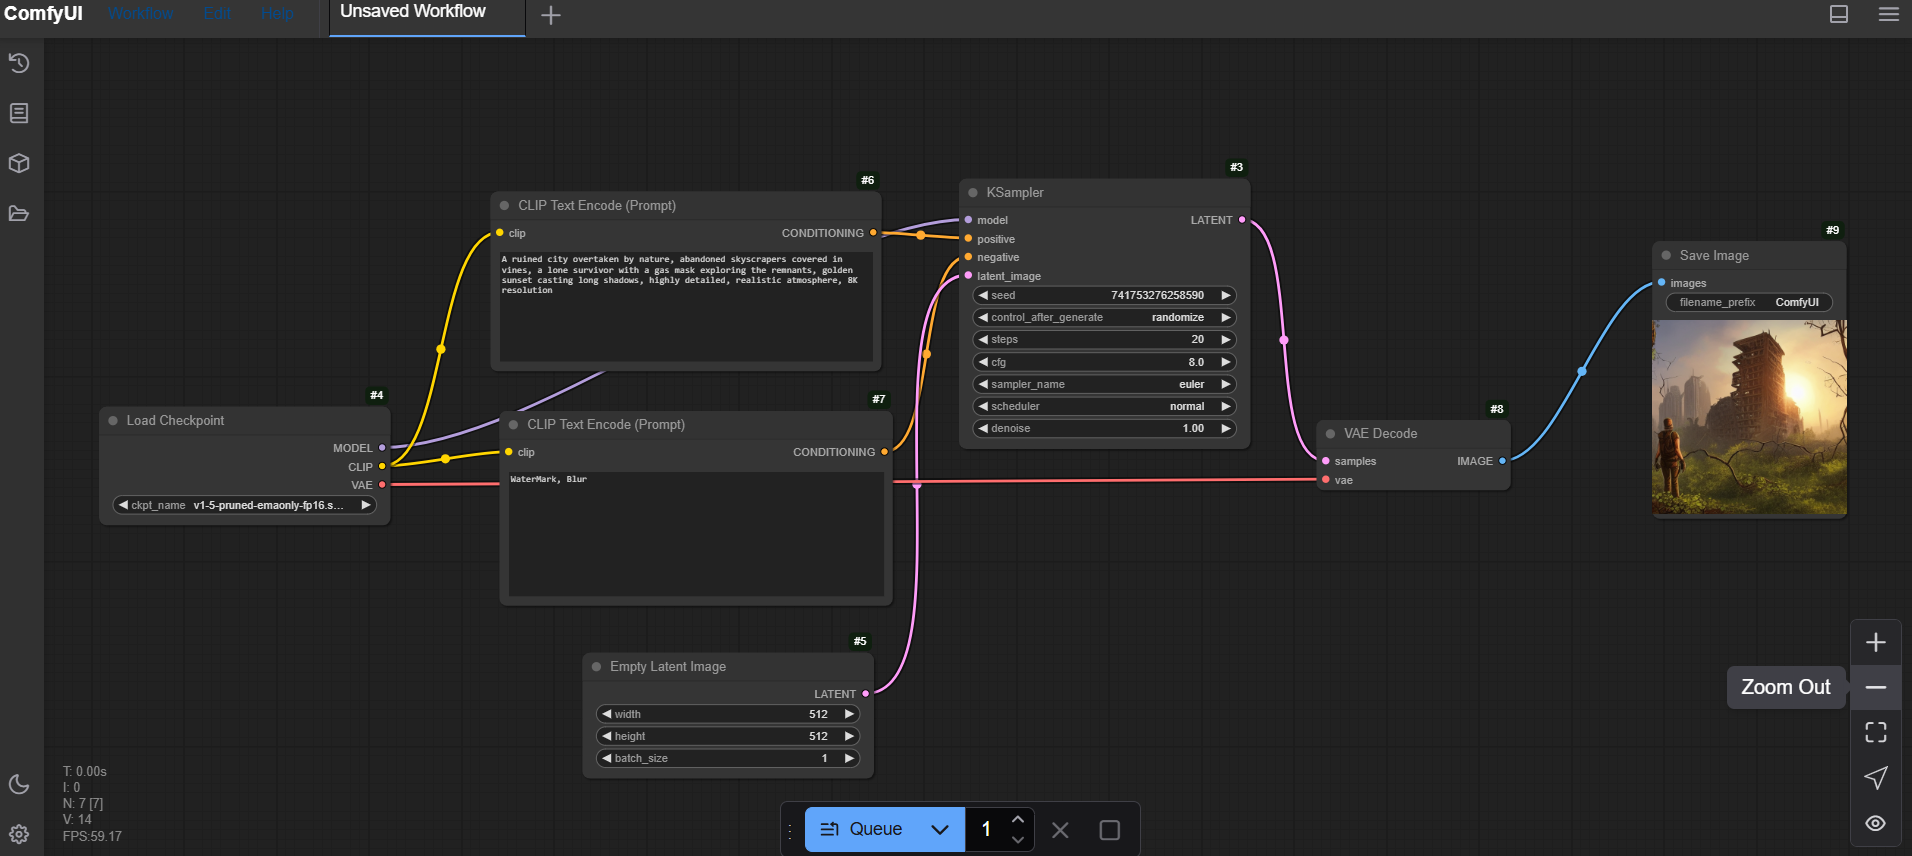 ComfyUI Workflow Edit Help Unsaved Workflow
#6
CLIP Text Encode (Prompt)
clip CONDITIONING
A ruined city overtaken by nature, abandoned skyscrapers covered in
vines, a lone survivor with a gas mask exploring the remnants, golden
sunset casting long shadows, highly detailed, realistic atmosphere, 8K
resolution
#3
KSampler
model LATENT
positive
negative
latent_image
seed 741753276258590
control_after_generate randomize
steps 20
cfg 8.0
sampler_name euler
scheduler normal
denoise 1.00
#9
Save Image
images
filename_prefix ComfyUI
#4
Load Checkpoint
MODEL
CLIP
VAE
ckpt_name v1-5-pruned-emaonly-fp16.s...
#7
CLIP Text Encode (Prompt)
clip CONDITIONING
WaterMark, Blur
#8
VAE Decode
samples IMAGE
vae
#5
Empty Latent Image
LATENT
width 512
height 512
batch_size 1
Zoom Out
T: 0.00s
I: 0
N: 7 [7]
V: 14
FPS:59.17
Queue 1